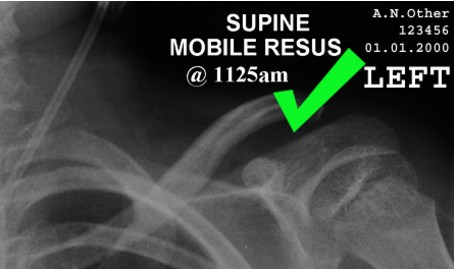 SUPINE
MOBILE RESUS
@ 1125am
A.N.Other
123456
01.01.2000
LEFT